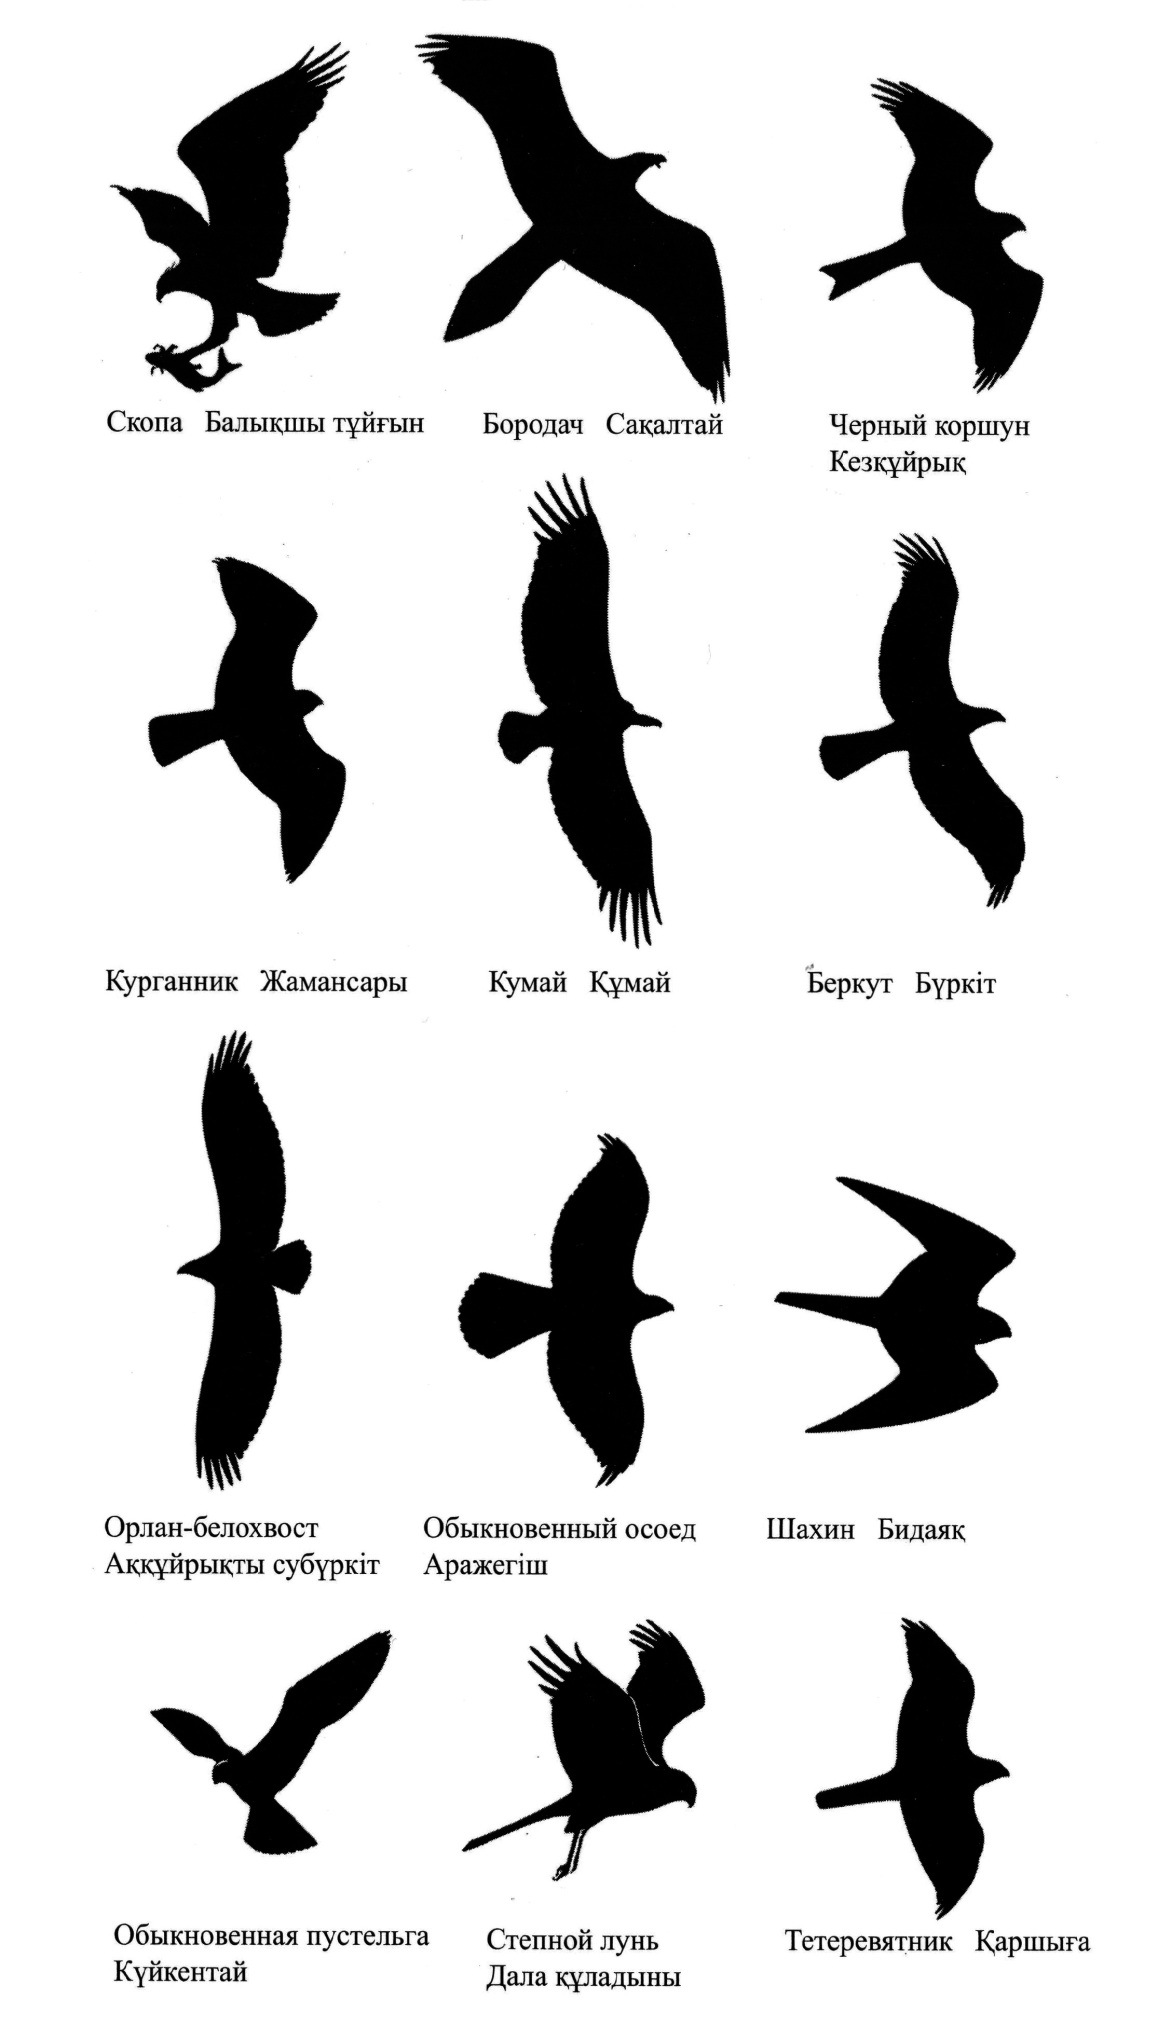 Скопа Балықшы тұйғын
Бородач Сақалтай
Черный коршун
Кезқұйрық
Курганник Жамансары
Кумай Құмай
Беркут Бүркіт
Орлан-белохвост
Аққұйрықты субүркіт
Обыкновенный осоед
Аражегіш
Шахин Бидаяқ
Обыкновенная пустельга
Күйкентай
Степной лунь
Дала құладыны
Тетеревятник Қаршыға